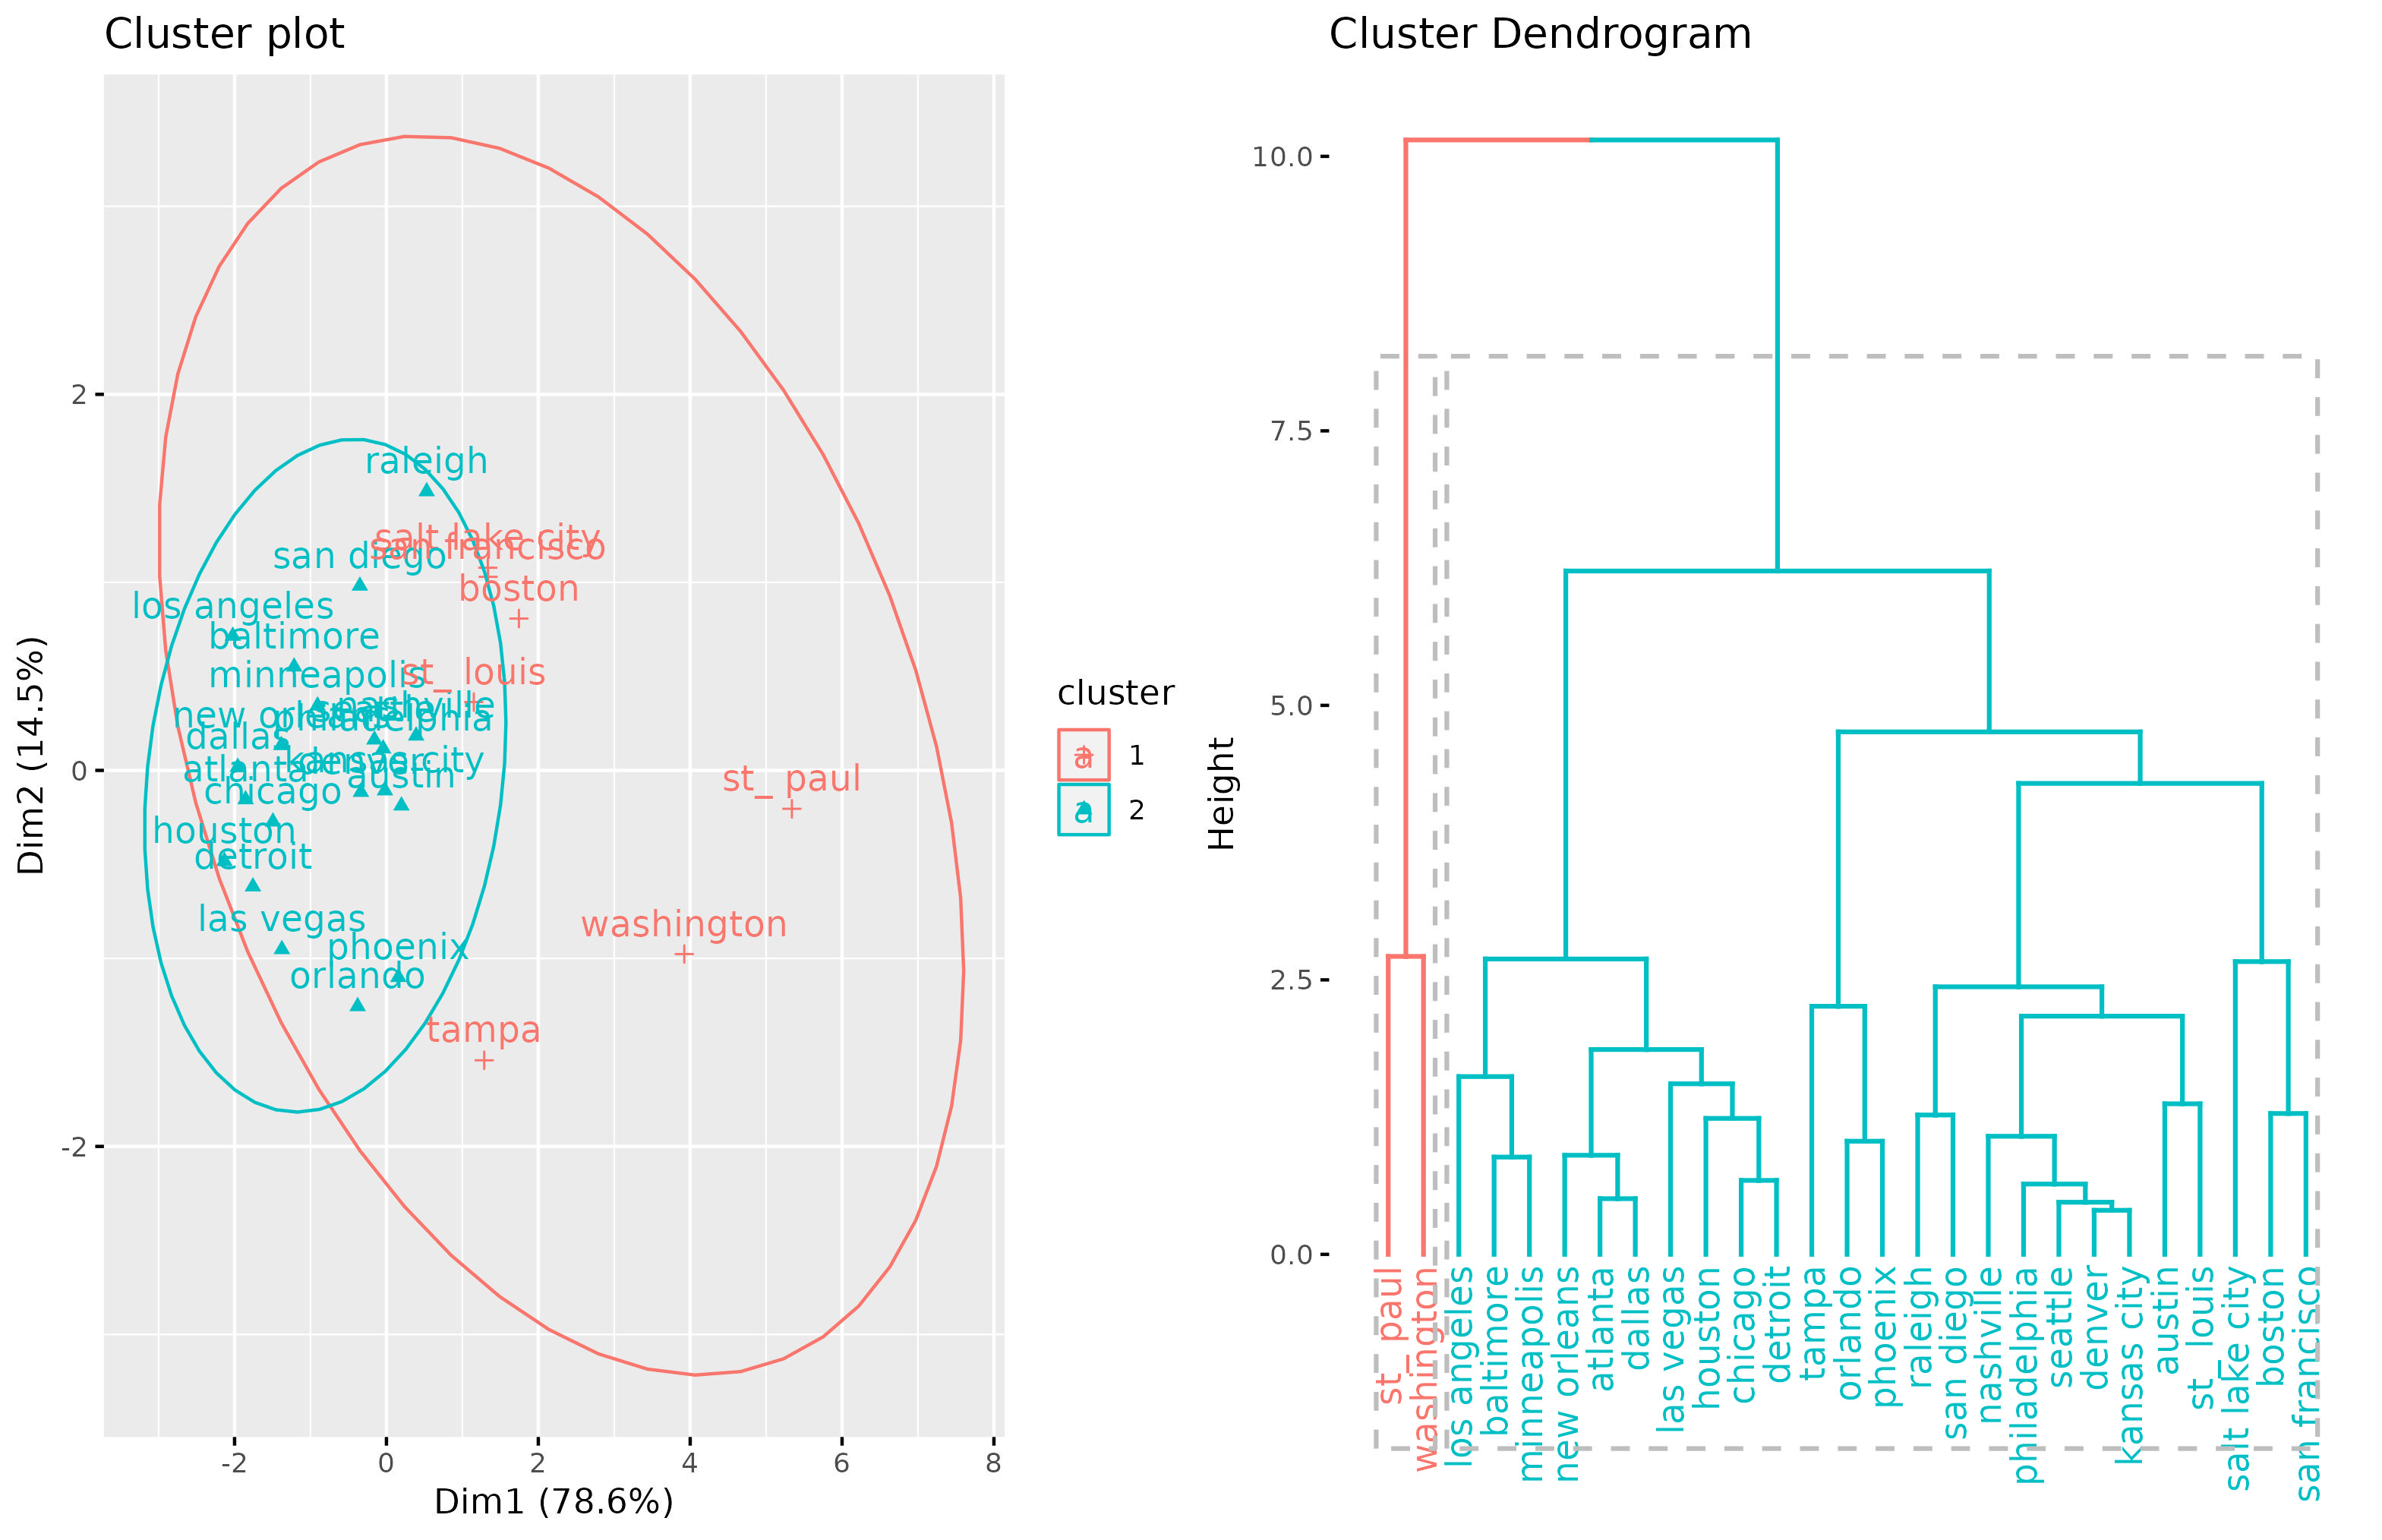 Cluster plot
raleigh
salt lake city
san francisco
san diego
boston
los angeles
baltimore
st_ louis
minneapolis
nashville
seattle
new orleans
philadelphia
dallas
kansas city
denver
atlanta
austin
st_ paul
chicago
houston
detroit
las vegas
washington
phoenix
orlando
tampa
2
0
-2
Dim2 (14.5%)
-2
0
2
4
6
8
Dim1 (78.6%)
cluster
a
1
a
2
Cluster Dendrogram
10.0
7.5
5.0
2.5
0.0
Height
st_ paul
washington
los angeles
baltimore
minneapolis
new orleans
atlanta
dallas
las vegas
houston
chicago
detroit
tampa
orlando
phoenix
raleigh
san diego
nashville
philadelphia
seattle
denver
kansas city
austin
st_ louis
salt lake city
boston
san francisco